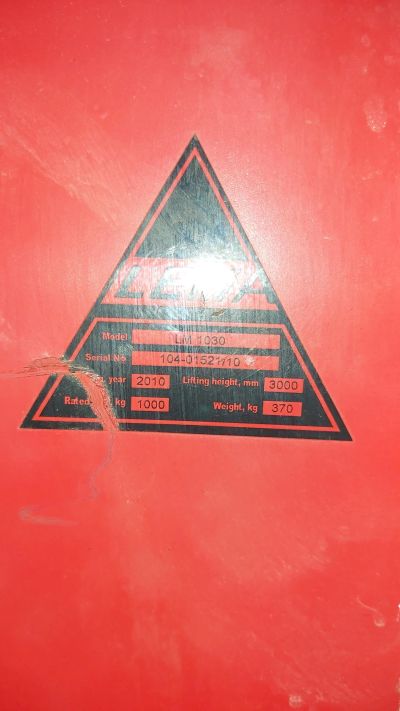 LEMA
Model LM 1030
Serial № 104-01521/10
year 2010 Lifting height, mm 3000
Rated kg 1000 Weight, kg 370